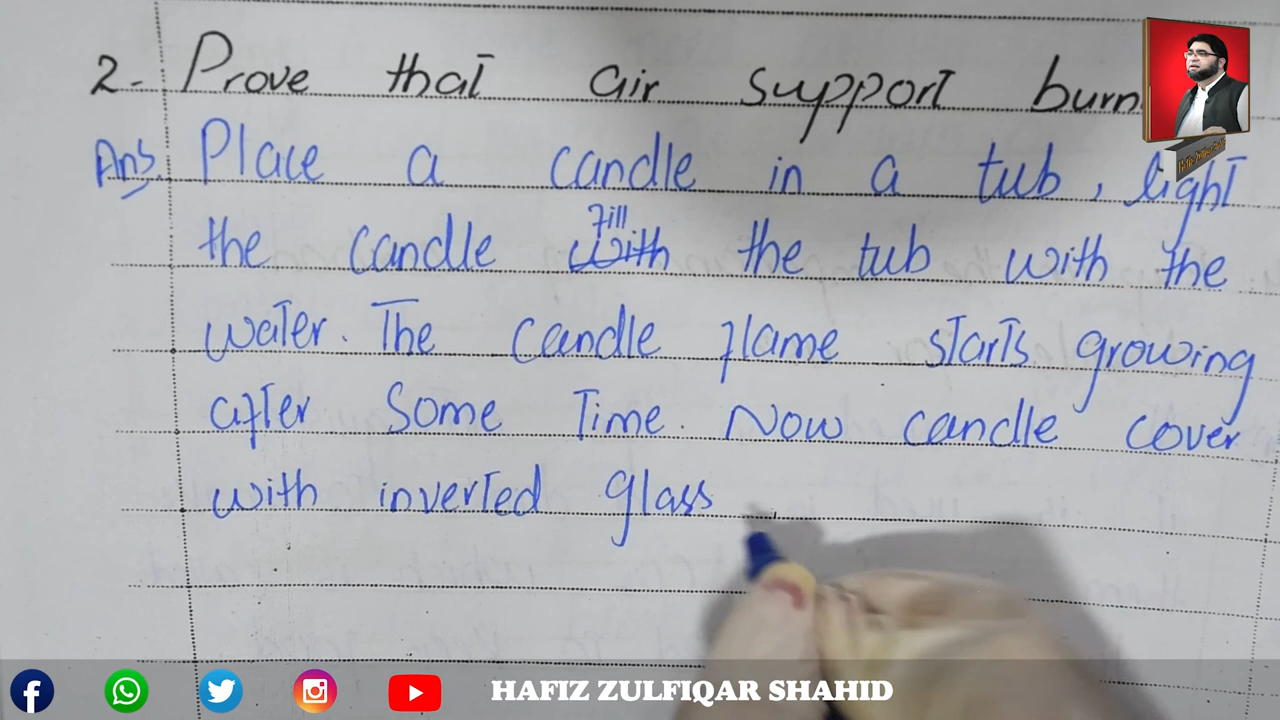 2- Prove that air support burn
Ans. Place a candle in a tub, light
the candle with fill the tub with the
water. The candle flame starts growing
after some time. Now candle cover
with inverted glass
HAFIZ ZULFIQAR SHAHID